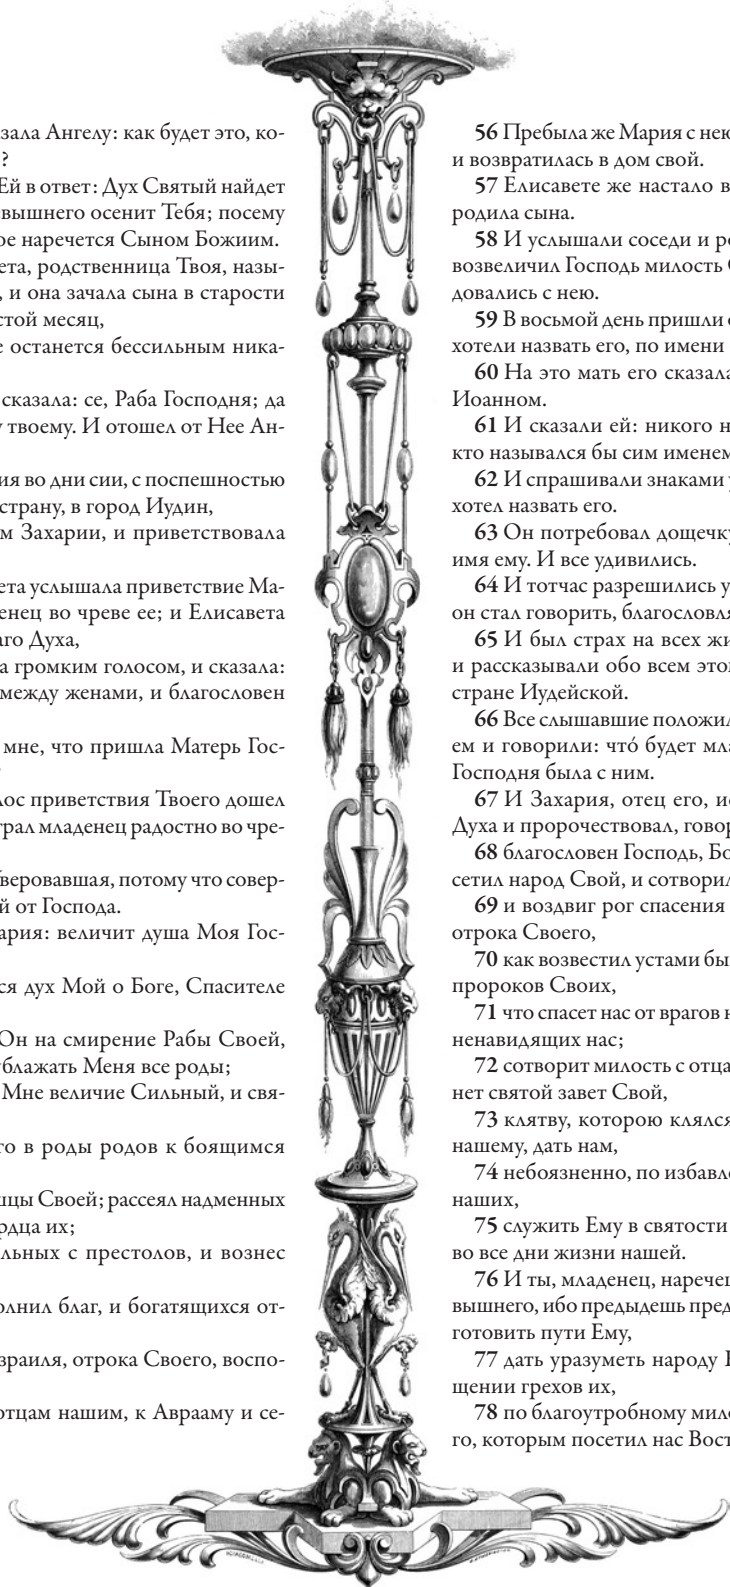 зала Ангелу: как будет это, ко-
?
Ей в ответ: Дух Святый найдет
евышнего осенит Тебя; посему
ое наречется Сыном Божиим.
ета, родственница Твоя, назы-
, и она зачала сына в старости
стой месяц,
е останется бессильным ника-
сказала: се, Раба Господня; да
у твоему. И отошел от Нее Ан-
ия во дни сии, с поспешностью
страну, в город Иудин,
м Захарии, и приветствовала
ета услышала приветствие Ма-
енец во чреве ее; и Елисавета
аго Духа,
а громким голосом, и сказала:
между женами, и благословен
мне, что пришла Матерь Гос-
лос приветствия Твоего дошел
грал младенец радостно во чре-
веровавшая, потому что совер-
й от Господа.
ария: величит душа Моя Гос-
ся дух Мой о Боге, Спасителе
Он на смирение Рабы Своей,
блажать Меня все роды;
Мне величие Сильный, и свя-
го в роды родов к боящимся
шцы Своей; рассеял надменных
рдца их;
льных с престолов, и вознес
олнил благ, и богатящихся от-
зраиля, отрока Своего, воспо-
отцам нашим, к Аврааму и се-
56 Пребыла же Мария с нею
и возвратилась в дом свой.
57 Елисавете же настало в
родила сына.
58 И услышали соседи и ро
возвеличил Господь милость С
довались с нею.
59 В восьмой день пришли о
хотели назвать его, по имени
60 На это мать его сказала
Иоанном.
61 И сказали ей: никого н
кто назывался бы сим именем
62 И спрашивали знаками у
хотел назвать его.
63 Он потребовал дощечку
имя ему. И все удивились.
64 И тотчас разрешились у
он стал говорить, благословля
65 И был страх на всех жи
и рассказывали обо всем этом
стране Иудейской.
66 Все слышавшие положил
ем и говорили: что́ будет мла
Господня была с ним.
67 И Захария, отец его, ис
Духа и пророчествовал, говор
68 благословен Господь, Бо
сетил народ Свой, и сотворил
69 и воздвиг рог спасения
отрока Своего,
70 как возвестил устами бы
пророков Своих,
71 что спасет нас от врагов н
ненавидящих нас;
72 сотворит милость с отца
нет святой завет Свой,
73 клятву, которою клялся
нашему, дать нам,
74 небоязненно, по избавле
наших,
75 служить Ему в святости
во все дни жизни нашей.
76 И ты, младенец, наречеш
вышнего, ибо предыдешь пред
готовить пути Ему,
77 дать уразуметь народу Е
щении грехов их,
78 по благоутробному мило
го, которым посетил нас Вост